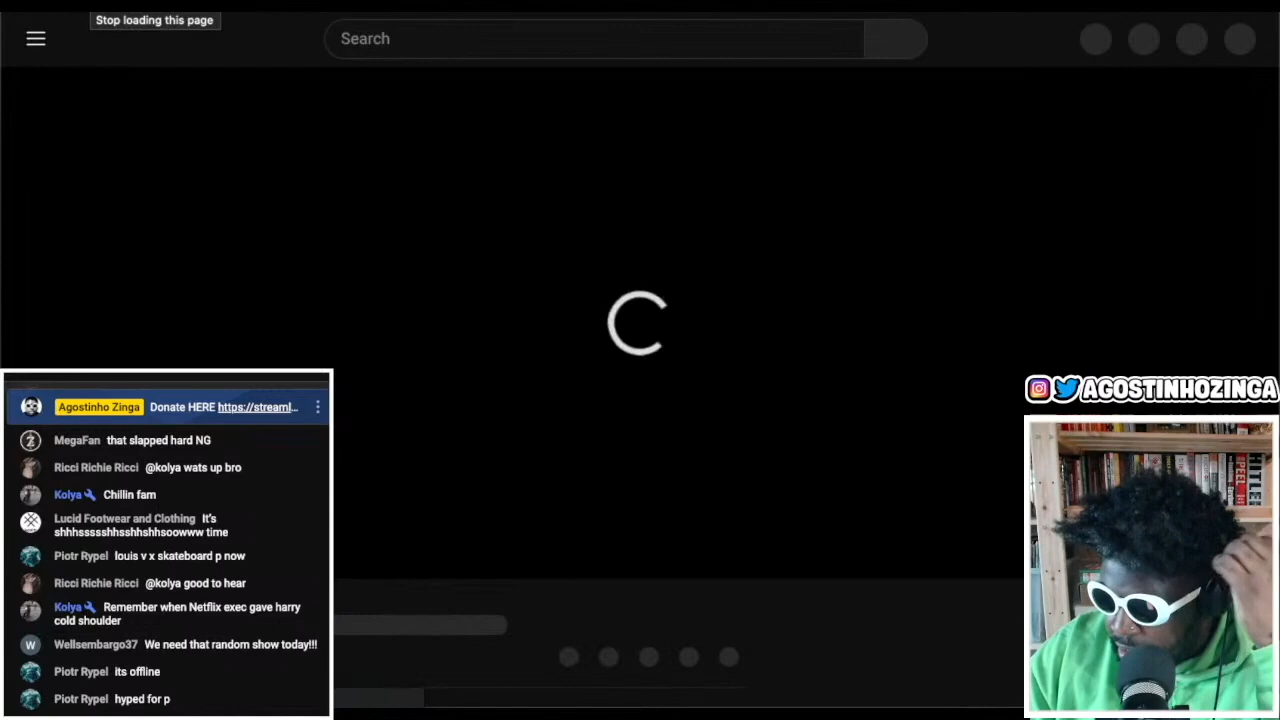 Stop loading this page
Search
Agostinho Zinga Donate HERE https://streaml...
MegaFan that slapped hard NG
Ricci Richie Ricci @kolya wats up bro
Kolya Chillin fam
Lucid Footwear and Clothing It's
shhhssssshhsshhshhsoowww time
Piotr Rypel louis v x skateboard p now
Ricci Richie Ricci @kolya good to hear
Kolya Remember when Netflix exec gave harry
cold shoulder
W Wellsembargo37 We need that random show today!!!
Piotr Rypel its offline
Piotr Rypel hyped for p
AGOSTINHOZINGA
HITLER
PEEL